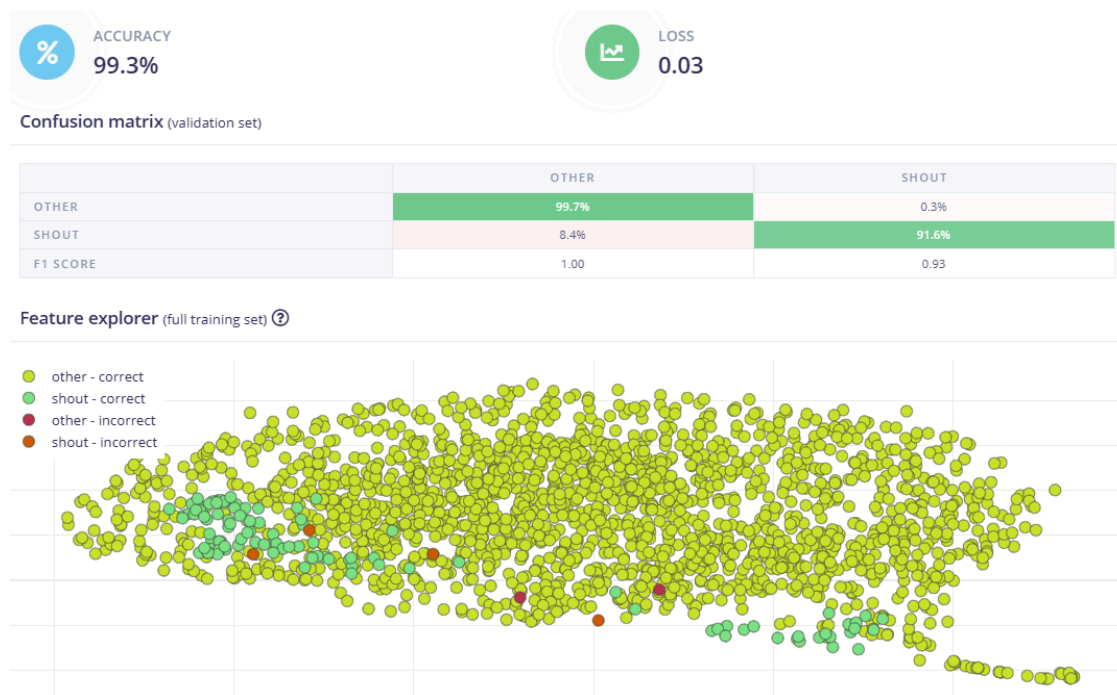 ACCURACY
99.3%
LOSS
0.03
Confusion matrix (validation set)
OTHER SHOUT
OTHER 99.7% 0.3%
SHOUT 8.4% 91.6%
F1 SCORE 1.00 0.93
Feature explorer (full training set) ?
other - correct
shout - correct
other - incorrect
shout - incorrect